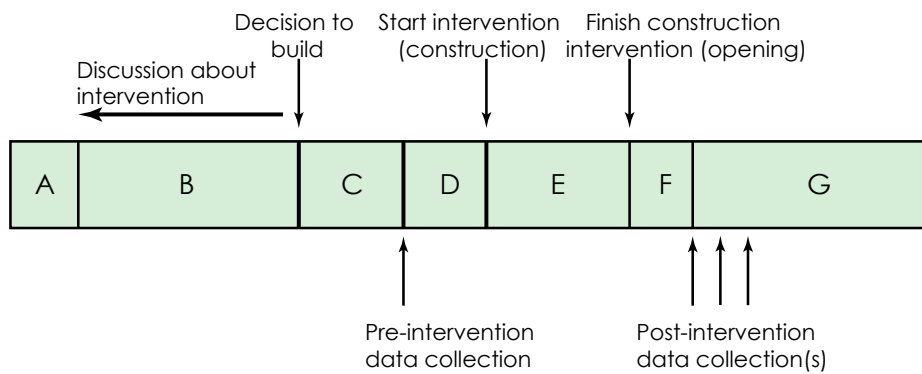 Decision to
build
Start intervention
(construction)
Finish construction
intervention (opening)
Discussion about
intervention
A
B
C
D
E
F
G
Pre-intervention
data collection
Post-intervention
data collection(s)